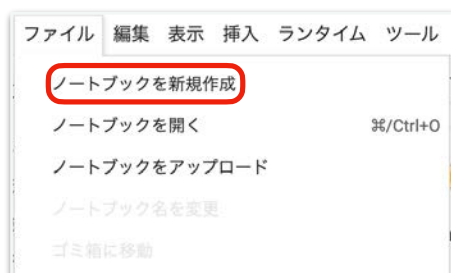 ファイル 編集 表示 挿入 ランタイム ツール
ノートブックを新規作成
ノートブックを開く ⌘/Ctrl+O
ノートブックをアップロード
ノートブック名を変更
ゴミ箱に移動